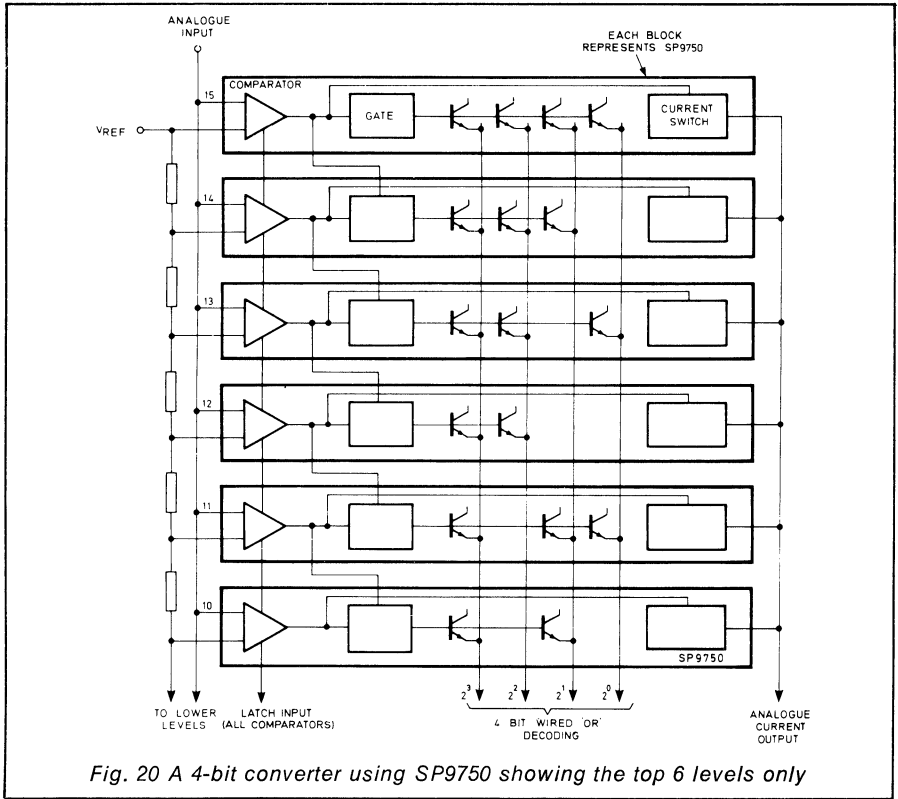 ANALOGUE
INPUT
EACH BLOCK
REPRESENTS SP9750
COMPARATOR
15
GATE
CURRENT
SWITCH
VREF
14
13
12
11
10
SP9750
2³ 2² 2¹ 2⁰
TO LOWER
LEVELS
LATCH INPUT
(ALL COMPARATORS)
4 BIT WIRED 'OR'
DECODING
ANALOGUE
CURRENT
OUTPUT
Fig. 20 A 4-bit converter using SP9750 showing the top 6 levels only